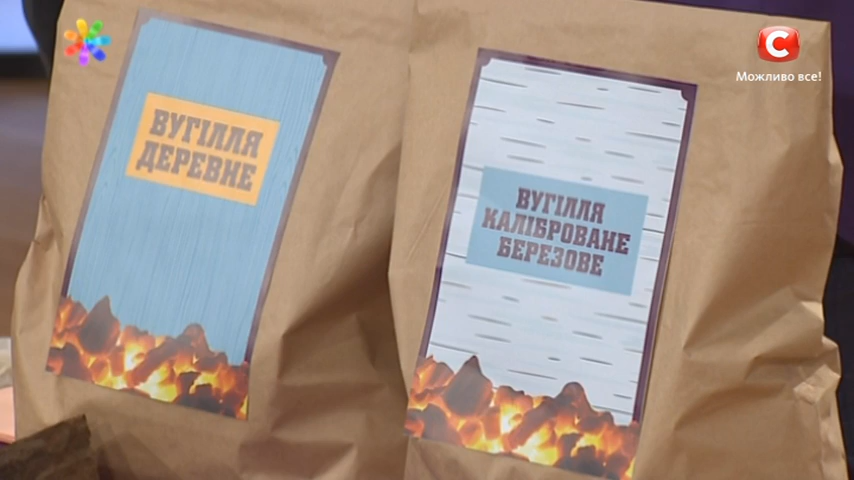 С
Можливо все!
ВУГІЛЛЯ
ДЕРЕВНЕ
ВУГІЛЛЯ
КАЛІБРОВАНЕ
БЕРЕЗОВЕ